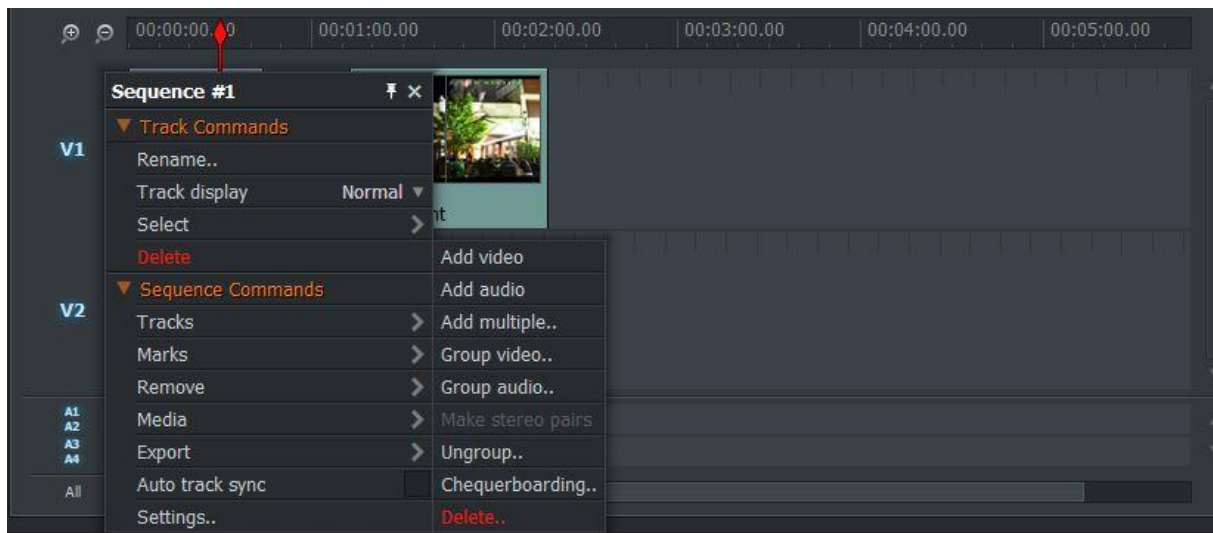 00:00:00.00 00:01:00.00 00:02:00.00 00:03:00.00 00:04:00.00 00:05:00.00
Sequence #1
Track Commands
V1
Rename..
Track display Normal
Select
Delete
Add video
Sequence Commands
Add audio
V2
Tracks
Add multiple..
Marks
Group video..
Remove
Group audio..
A1
A2
Media
Make stereo pairs
A3
A4
Export
Ungroup..
All
Auto track sync
Chequerboarding..
Settings..
Delete..